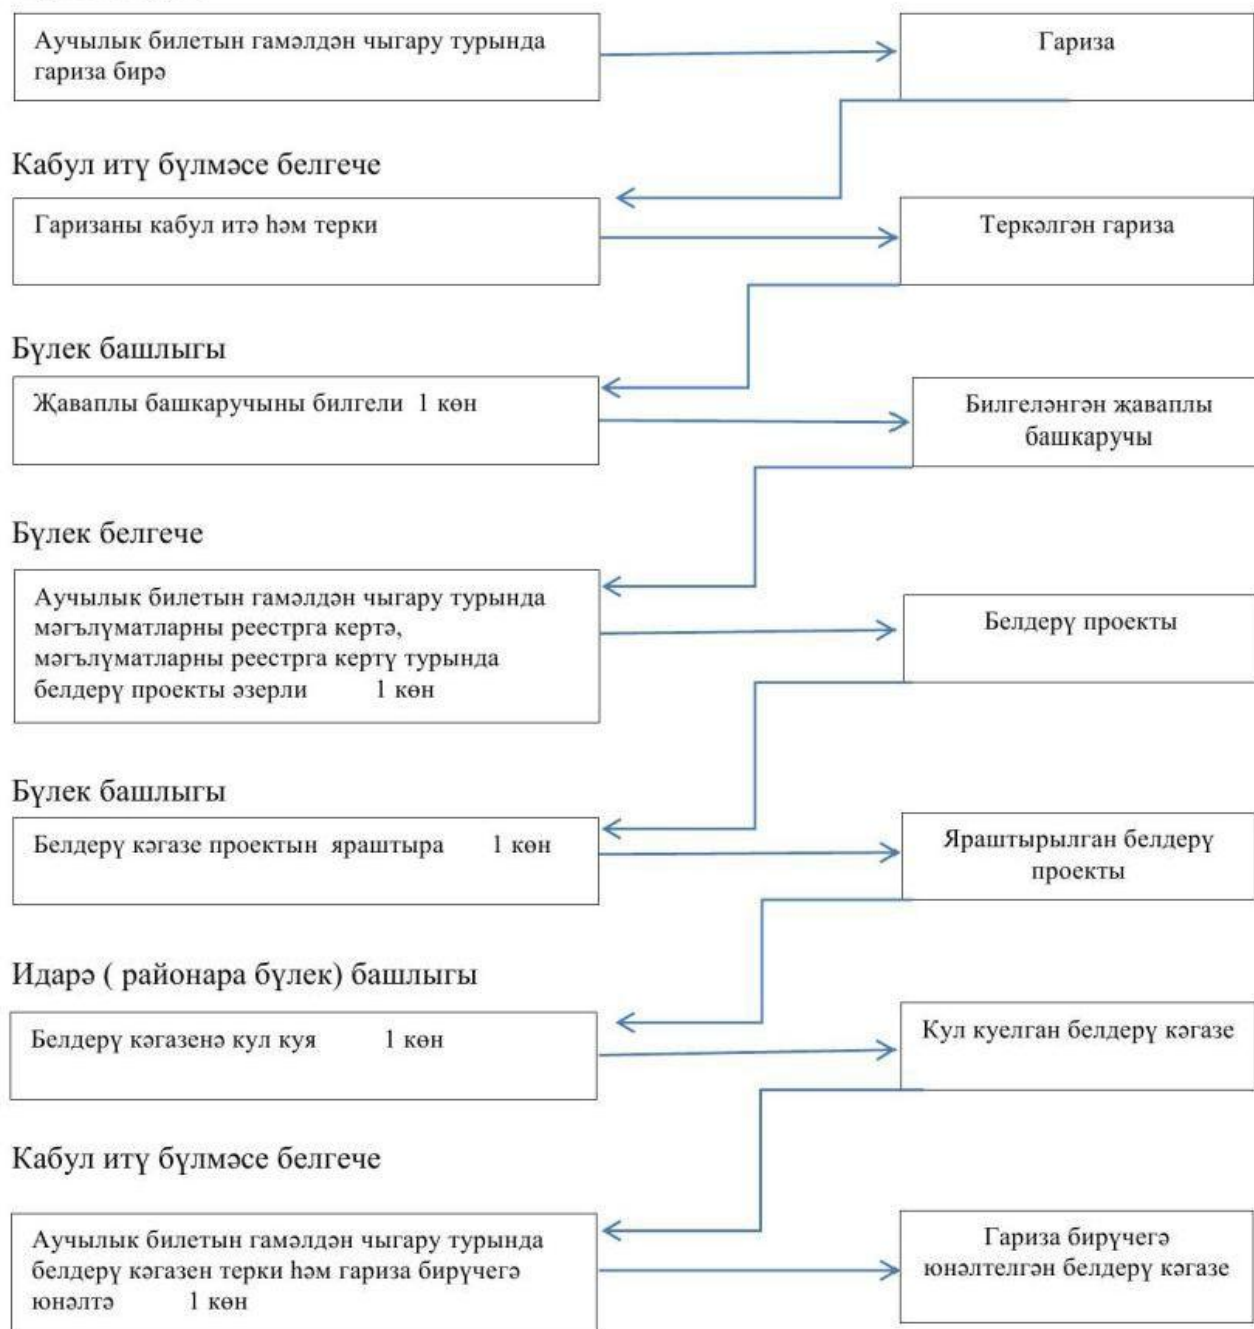 Аучылык билетын гамәлдән чыгару турында
гариза бирә
Гариза
Кабул итү бүлмәсе белгече
Гаризаны кабул итә һәм терки
Теркәлгән гариза
Бүлек башлыгы
Җаваплы башкаручыны билгели 1 көн
Билгеләнгән җаваплы
башкаручы
Бүлек белгече
Аучылык билетын гамәлдән чыгару турында
мәгълүматларны реестрга кертә,
мәгълүматларны реестрга кертү турында
белдерү проекты әзерли 1 көн
Белдерү проекты
Бүлек башлыгы
Белдерү кәгазе проектын яраштыра 1 көн
Яраштырылган белдерү
проекты
Идарә ( районара бүлек) башлыгы
Белдерү кәгазенә кул куя 1 көн
Кул куелган белдерү кәгазе
Кабул итү бүлмәсе белгече
Аучылык билетын гамәлдән чыгару турында
белдерү кәгазен терки һәм гариза бирүчегә
юнәлтә 1 көн
Гариза бирүчегә
юнәлтелгән белдерү кәгазе